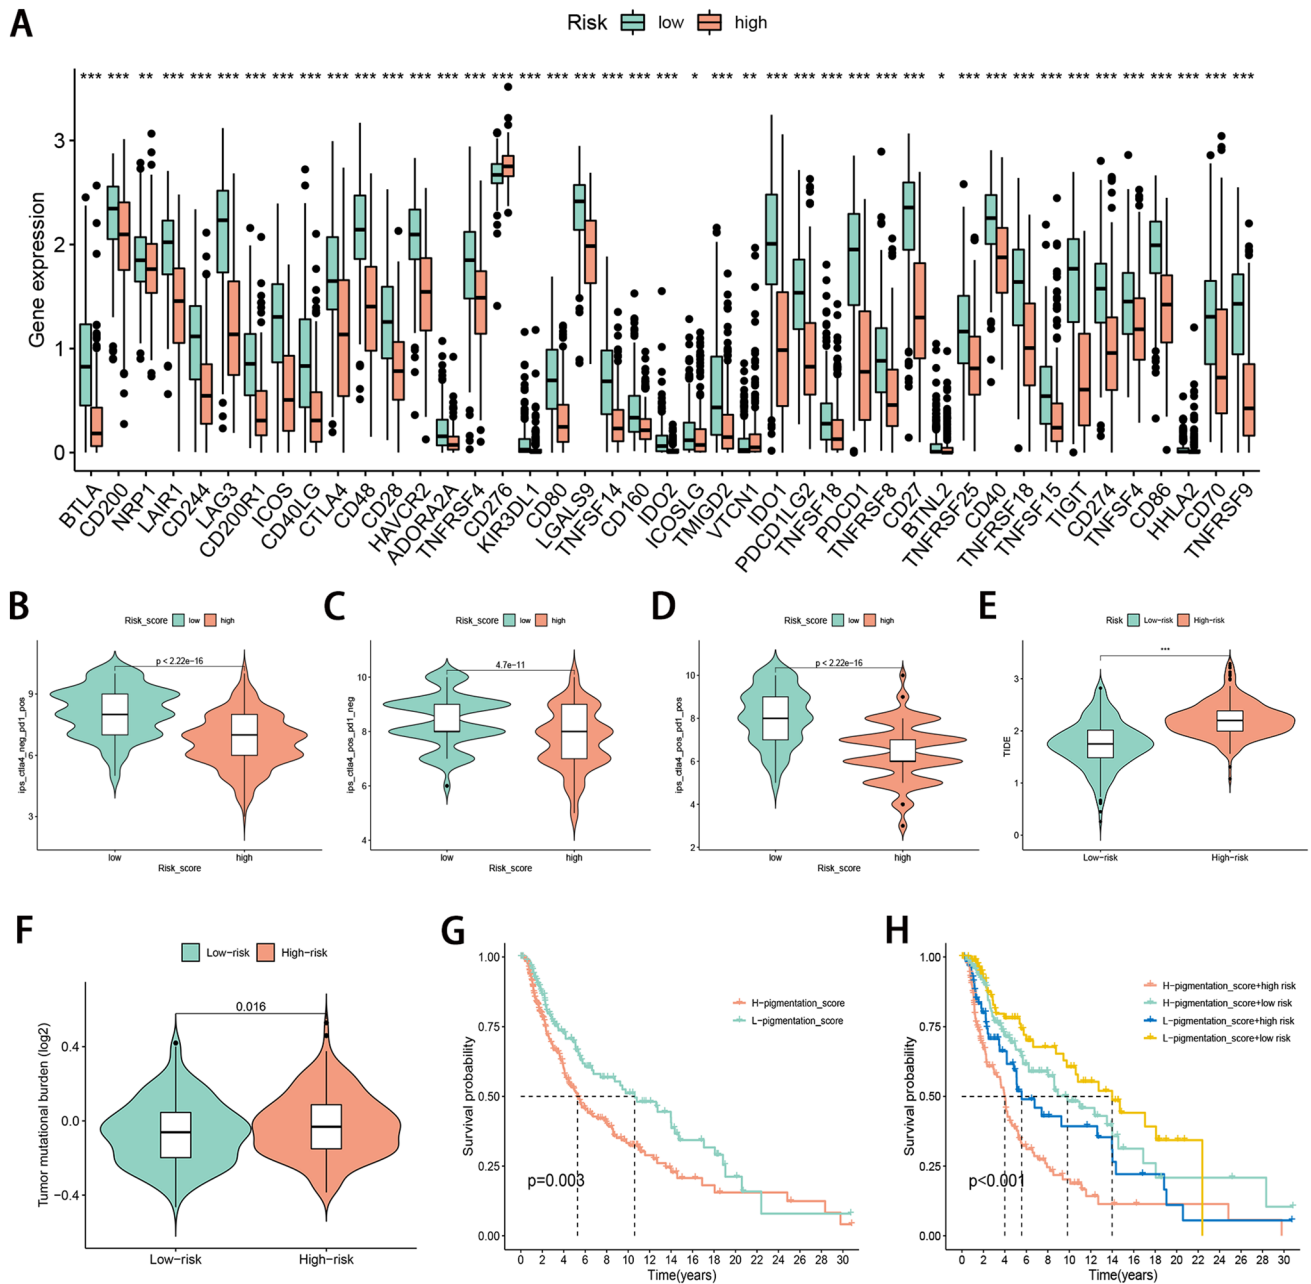 A
Risk low high
*** *** ** *** *** *** *** *** *** *** *** *** *** *** *** *** *** *** *** *** *** *** * *** ** *** *** *** *** *** *** * *** *** *** *** *** *** *** *** *** *** ***
Gene expression
3
2
1
0
BTLA CD200 NRP1 LAIR1 CD244 LAG3 CD200R1 ICOS CD40LG CTLA4 CD48 CD28 HAVCR2 ADORA2A TNFRSF4 CD276 KIR3DL1 CD80 LGALS9 TNFSF14 CD160 IDO2 ICOSLG TMIGD2 VTCN1 IDO1 PDCD1LG2 TNFSF18 PDCD1 TNFRSF8 CD27 BTNL2 TNFRSF25 CD40 TNFRSF18 TNFSF15 TIGIT CD274 TNFSF4 CD86 HHLA2 CD70 TNFRSF9
B
Risk_score low high
p < 2.22e−16
ips_ctla4_neg_pd1_pos
9
6
3
low high
Risk_score
C
Risk_score low high
4.7e−11
ips_ctla4_pos_pd1_neg
10
8
6
4
low high
Risk_score
D
Risk_score low high
p < 2.22e−16
ips_ctla4_pos_pd1_pos
10
8
6
4
2
low high
Risk_score
E
Risk Low−risk High−risk
***
TIDE
3
2
1
0
Low−risk High−risk
F
Low−risk High−risk
0.016
Tumor mutational burden (log2)
0.4
0.0
−0.4
Low−risk High−risk
G
H−pigmentation_score
L−pigmentation_score
Survival probability
1.00
0.75
0.50
0.25
0.00
p=0.003
0 2 4 6 8 10 12 14 16 18 20 22 24 26 28 30
Time(years)
H
H−pigmentation_score+high risk
H−pigmentation_score+low risk
L−pigmentation_score+high risk
L−pigmentation_score+low risk
Survival probability
1.00
0.75
0.50
0.25
0.00
p<0.001
0 2 4 6 8 10 12 14 16 18 20 22 24 26 28 30
Time(years)